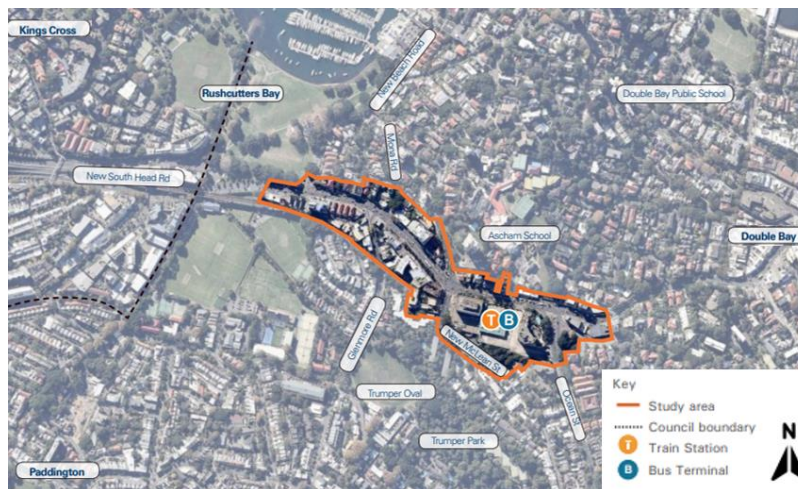 Kings Cross
New Beach Road
Rushcutters Bay
Double Bay Public School
Mona Rd
New South Head Rd
Ascham School
Double Bay
T B
Glenmore Rd
New McLean St
Trumper Oval
Ocean St
Trumper Park
Paddington
Key
Study area
Council boundary
T Train Station
B Bus Terminal
N